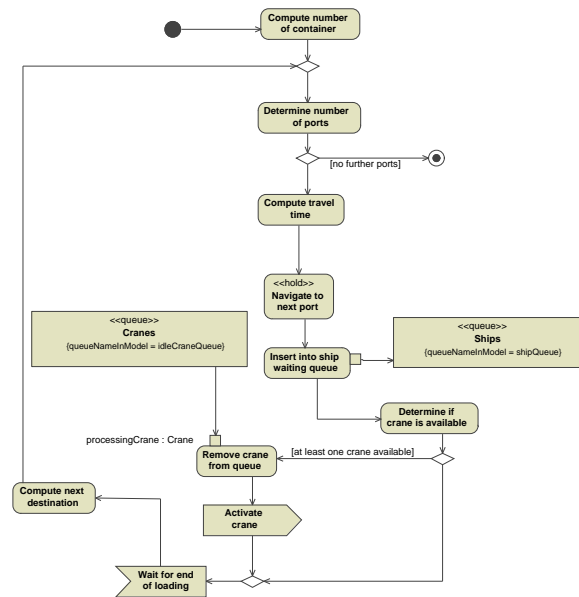 Compute number
of container
Determine number
of ports
[no further ports]
Compute travel
time
<<hold>>
Navigate to
next port
<<queue>>
Cranes
{queueNameInModel = idleCraneQueue}
<<queue>>
Ships
{queueNameInModel = shipQueue}
Insert into ship
waiting queue
Determine if
crane is available
processingCrane : Crane
[at least one crane available]
Remove crane
from queue
Compute next
destination
Activate
crane
Wait for end
of loading